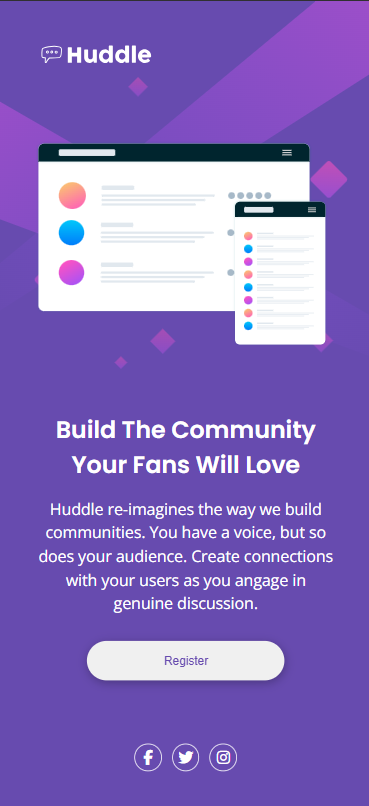 Huddle
Build The Community
Your Fans Will Love
Huddle re-imagines the way we build
communities. You have a voice, but so
does your audience. Create connections
with your users as you angage in
genuine discussion.
Register